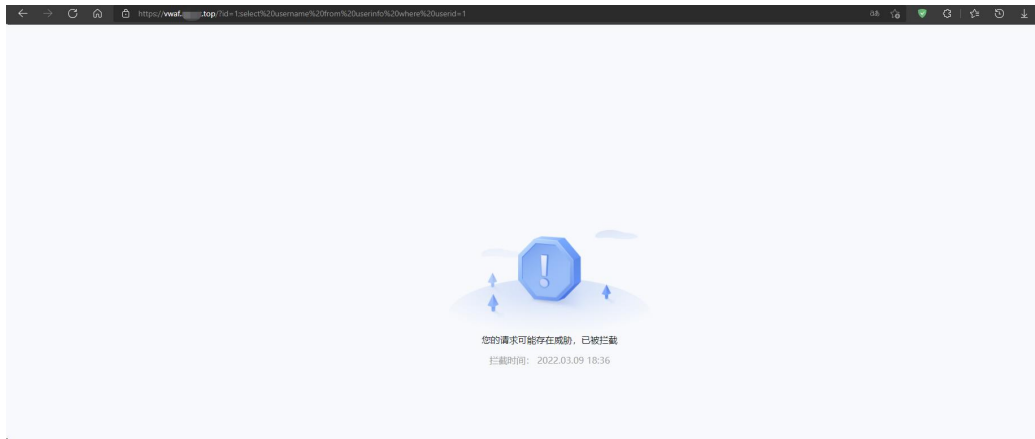 https://vwaf. .top/?id=1:select%20username%20from%20userinfo%20where%20userid=1
您的请求可能存在威胁，已被拦截
拦截时间： 2022.03.09 18:36